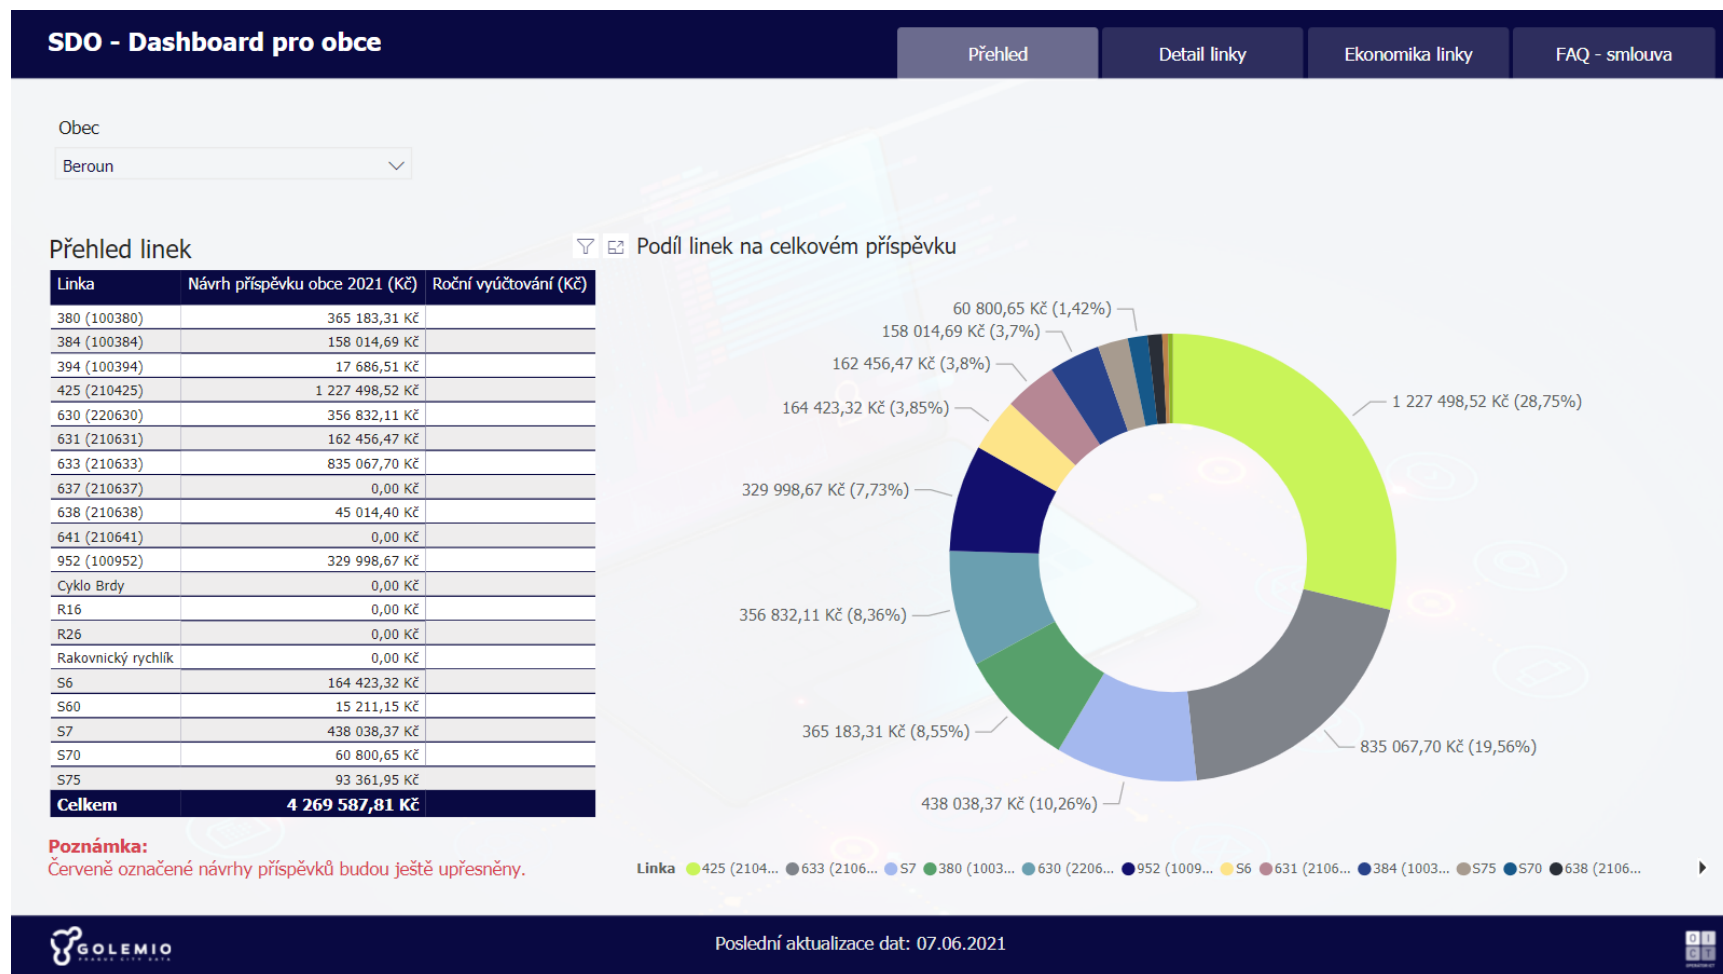 SDO - Dashboard pro obce
Přehled
Detail linky
Ekonomika linky
FAQ - smlouva
Obec
Beroun
Přehled linek
Linka Návrh příspěvku obce 2021 (Kč) Roční vyúčtování (Kč)
380 (100380) 365 183,31 Kč
384 (100384) 158 014,69 Kč
394 (100394) 17 686,51 Kč
425 (210425) 1 227 498,52 Kč
630 (220630) 356 832,11 Kč
631 (210631) 162 456,47 Kč
633 (210633) 835 067,70 Kč
637 (210637) 0,00 Kč
638 (210638) 45 014,40 Kč
641 (210641) 0,00 Kč
952 (100952) 329 998,67 Kč
Cyklo Brdy 0,00 Kč
R16 0,00 Kč
R26 0,00 Kč
Rakovnický rychlík 0,00 Kč
S6 164 423,32 Kč
S60 15 211,15 Kč
S7 438 038,37 Kč
S70 60 800,65 Kč
S75 93 361,95 Kč
Celkem 4 269 587,81 Kč
Poznámka:
Červeně označené návrhy příspěvků budou ještě upřesněny.
Podíl linek na celkovém příspěvku
60 800,65 Kč (1,42%)
158 014,69 Kč (3,7%)
162 456,47 Kč (3,8%)
164 423,32 Kč (3,85%)
1 227 498,52 Kč (28,75%)
329 998,67 Kč (7,73%)
356 832,11 Kč (8,36%)
365 183,31 Kč (8,55%)
835 067,70 Kč (19,56%)
438 038,37 Kč (10,26%)
Linka 425 (2104... 633 (2106... S7 380 (1003... 630 (2206... 952 (1009... S6 631 (2106... 384 (1003... S75 S70 638 (2106...
GOLEMIO
PRAGUE CITY DATA
Poslední aktualizace dat: 07.06.2021
OI
CT